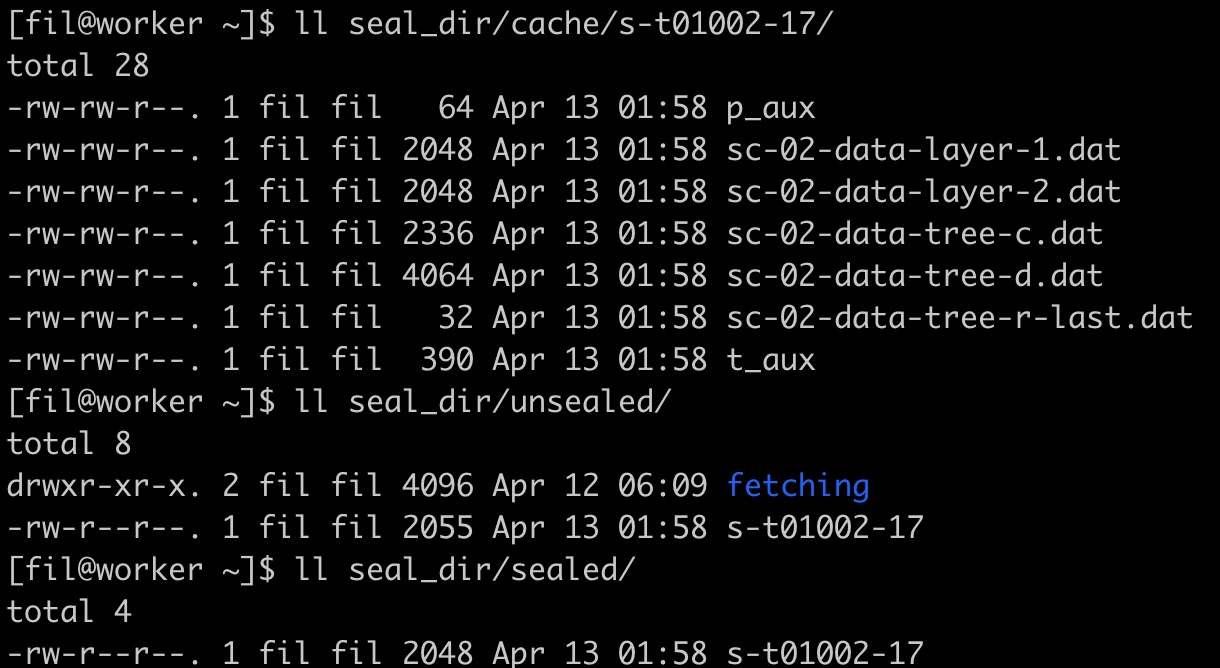 [fil@worker ~]$ ll seal_dir/cache/s-t01002-17/
total 28
-rw-rw-r--. 1 fil fil   64 Apr 13 01:58 p_aux
-rw-rw-r--. 1 fil fil 2048 Apr 13 01:58 sc-02-data-layer-1.dat
-rw-rw-r--. 1 fil fil 2048 Apr 13 01:58 sc-02-data-layer-2.dat
-rw-rw-r--. 1 fil fil 2336 Apr 13 01:58 sc-02-data-tree-c.dat
-rw-rw-r--. 1 fil fil 4064 Apr 13 01:58 sc-02-data-tree-d.dat
-rw-rw-r--. 1 fil fil   32 Apr 13 01:58 sc-02-data-tree-r-last.dat
-rw-rw-r--. 1 fil fil  390 Apr 13 01:58 t_aux
[fil@worker ~]$ ll seal_dir/unsealed/
total 8
drwxr-xr-x. 2 fil fil 4096 Apr 12 06:09 fetching
-rw-r--r--. 1 fil fil 2055 Apr 13 01:58 s-t01002-17
[fil@worker ~]$ ll seal_dir/sealed/
total 4
-rw-r--r--. 1 fil fil 2048 Apr 13 01:58 s-t01002-17